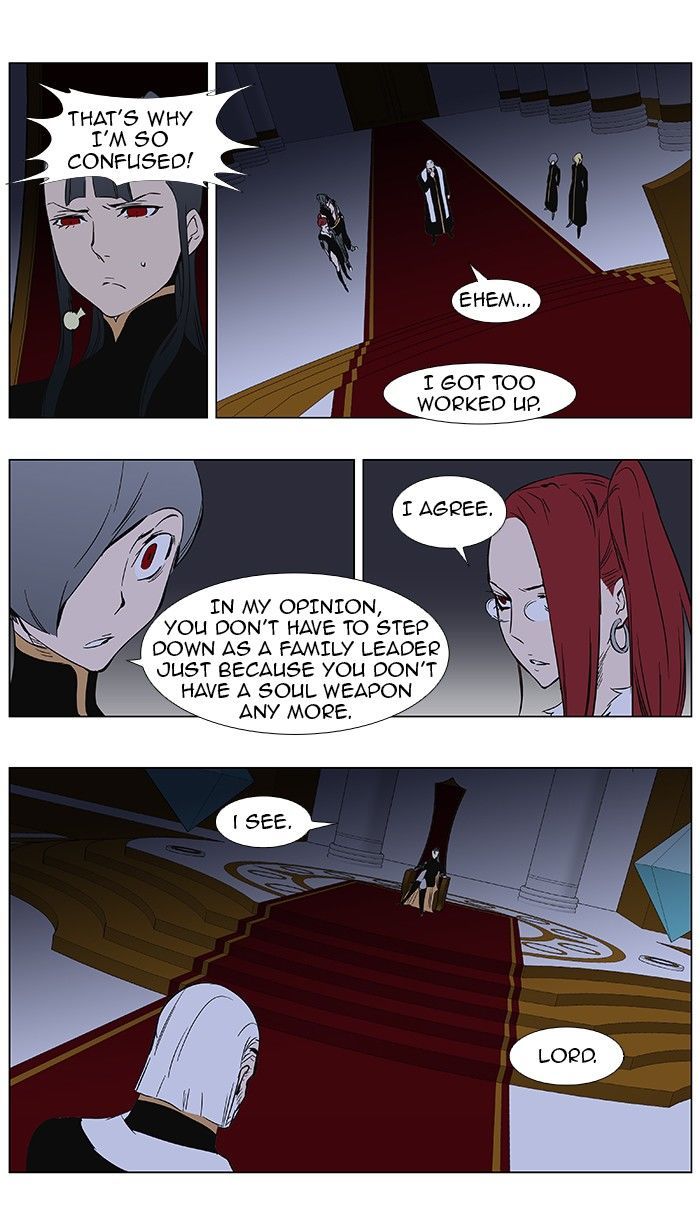 THAT'S WHY
I'M SO
CONFUSED!
EHEM...
I GOT TOO
WORKED UP.
IN MY OPINION,
YOU DON'T HAVE TO STEP
DOWN AS A FAMILY LEADER
JUST BECAUSE YOU DON'T
HAVE A SOUL WEAPON
ANY MORE.
I AGREE.
I SEE.
LORD.